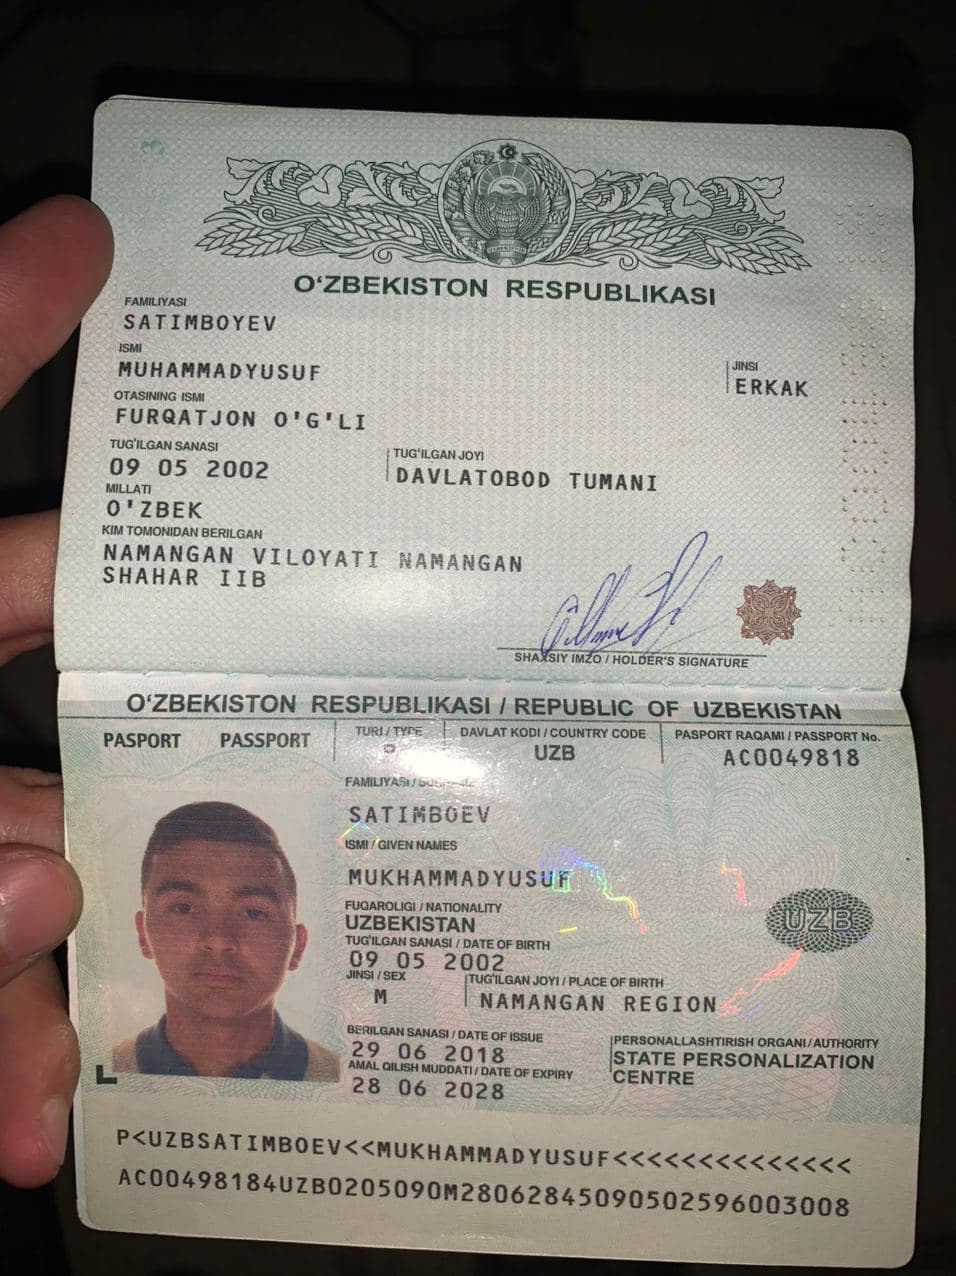 O‘ZBEKISTON RESPUBLIKASI
FAMILIYASI
SATIMBOYEV
ISMI
MUHAMMADYUSUF
JINSI
ERKAK
OTASINING ISMI
FURQATJON O'G'LI
TUG‘ILGAN SANASI
09 05 2002
TUG‘ILGAN JOYI
DAVLATOBOD TUMANI
MILLATI
O'ZBEK
KIM TOMONIDAN BERILGAN
NAMANGAN VILOYATI NAMANGAN
SHAHAR IIB
SHAXSIY IMZO / HOLDER'S SIGNATURE
O‘ZBEKISTON RESPUBLIKASI / REPUBLIC OF UZBEKISTAN
PASPORT PASSPORT
TURI / TYPE
P
DAVLAT KODI / COUNTRY CODE
UZB
PASPORT RAQAMI / PASSPORT No.
AC0049818
FAMILIYASI /
SATIMBOEV
ISMI / GIVEN NAMES
MUKHAMMADYUSUF
FUQAROLIGI / NATIONALITY
UZBEKISTAN
UZB
TUG‘ILGAN SANASI / DATE OF BIRTH
09 05 2002
JINSI / SEX
M
TUG‘ILGAN JOYI / PLACE OF BIRTH
NAMANGAN REGION
BERILGAN SANASI / DATE OF ISSUE
29 06 2018
PERSONALLASHTIRISH ORGANI / AUTHORITY
STATE PERSONALIZATION
CENTRE
AMAL QILISH MUDDATI / DATE OF EXPIRY
28 06 2028
P<UZBSATIMBOEV<<MUKHAMMADYUSUF<<<<<<<<<<<<<<
AC00498184UZB0205090M28062845090502596003008